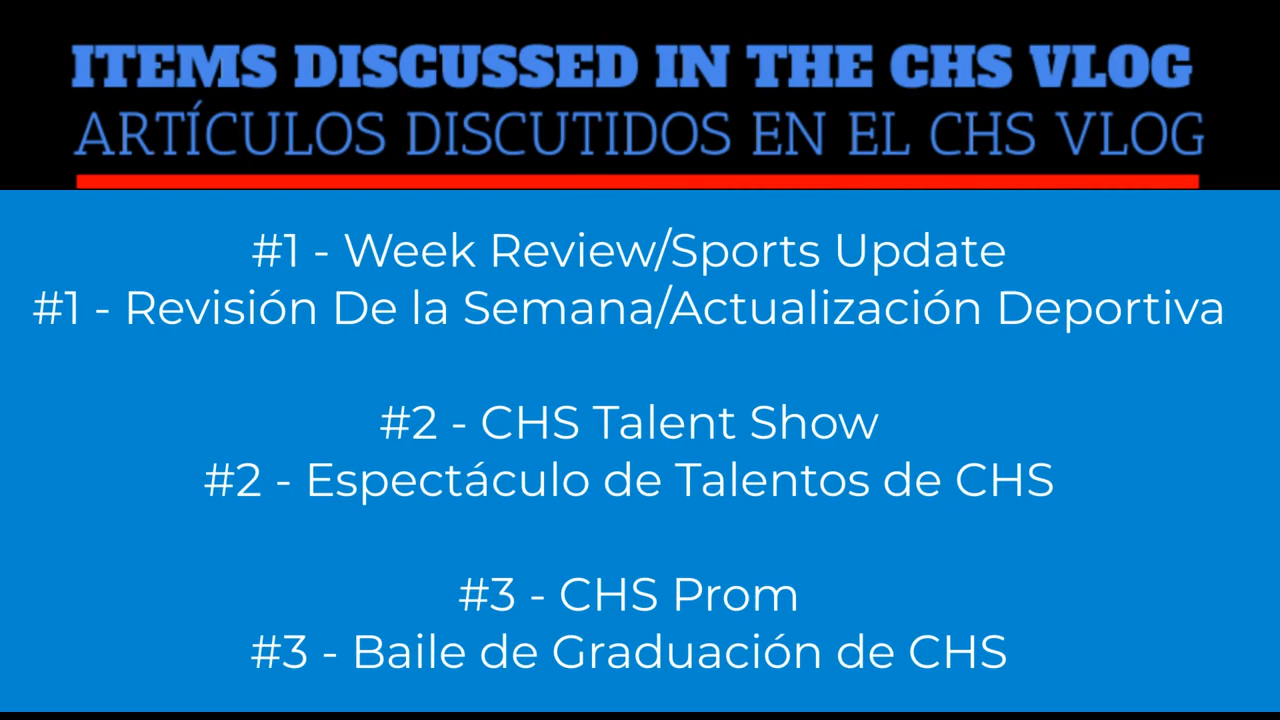 ITEMS DISCUSSED IN THE CHS VLOG
ARTÍCULOS DISCUTIDOS EN EL CHS VLOG
#1 - Week Review/Sports Update
#1 - Revisión De la Semana/Actualización Deportiva
#2 - CHS Talent Show
#2 - Espectáculo de Talentos de CHS
#3 - CHS Prom
#3 - Baile de Graduación de CHS